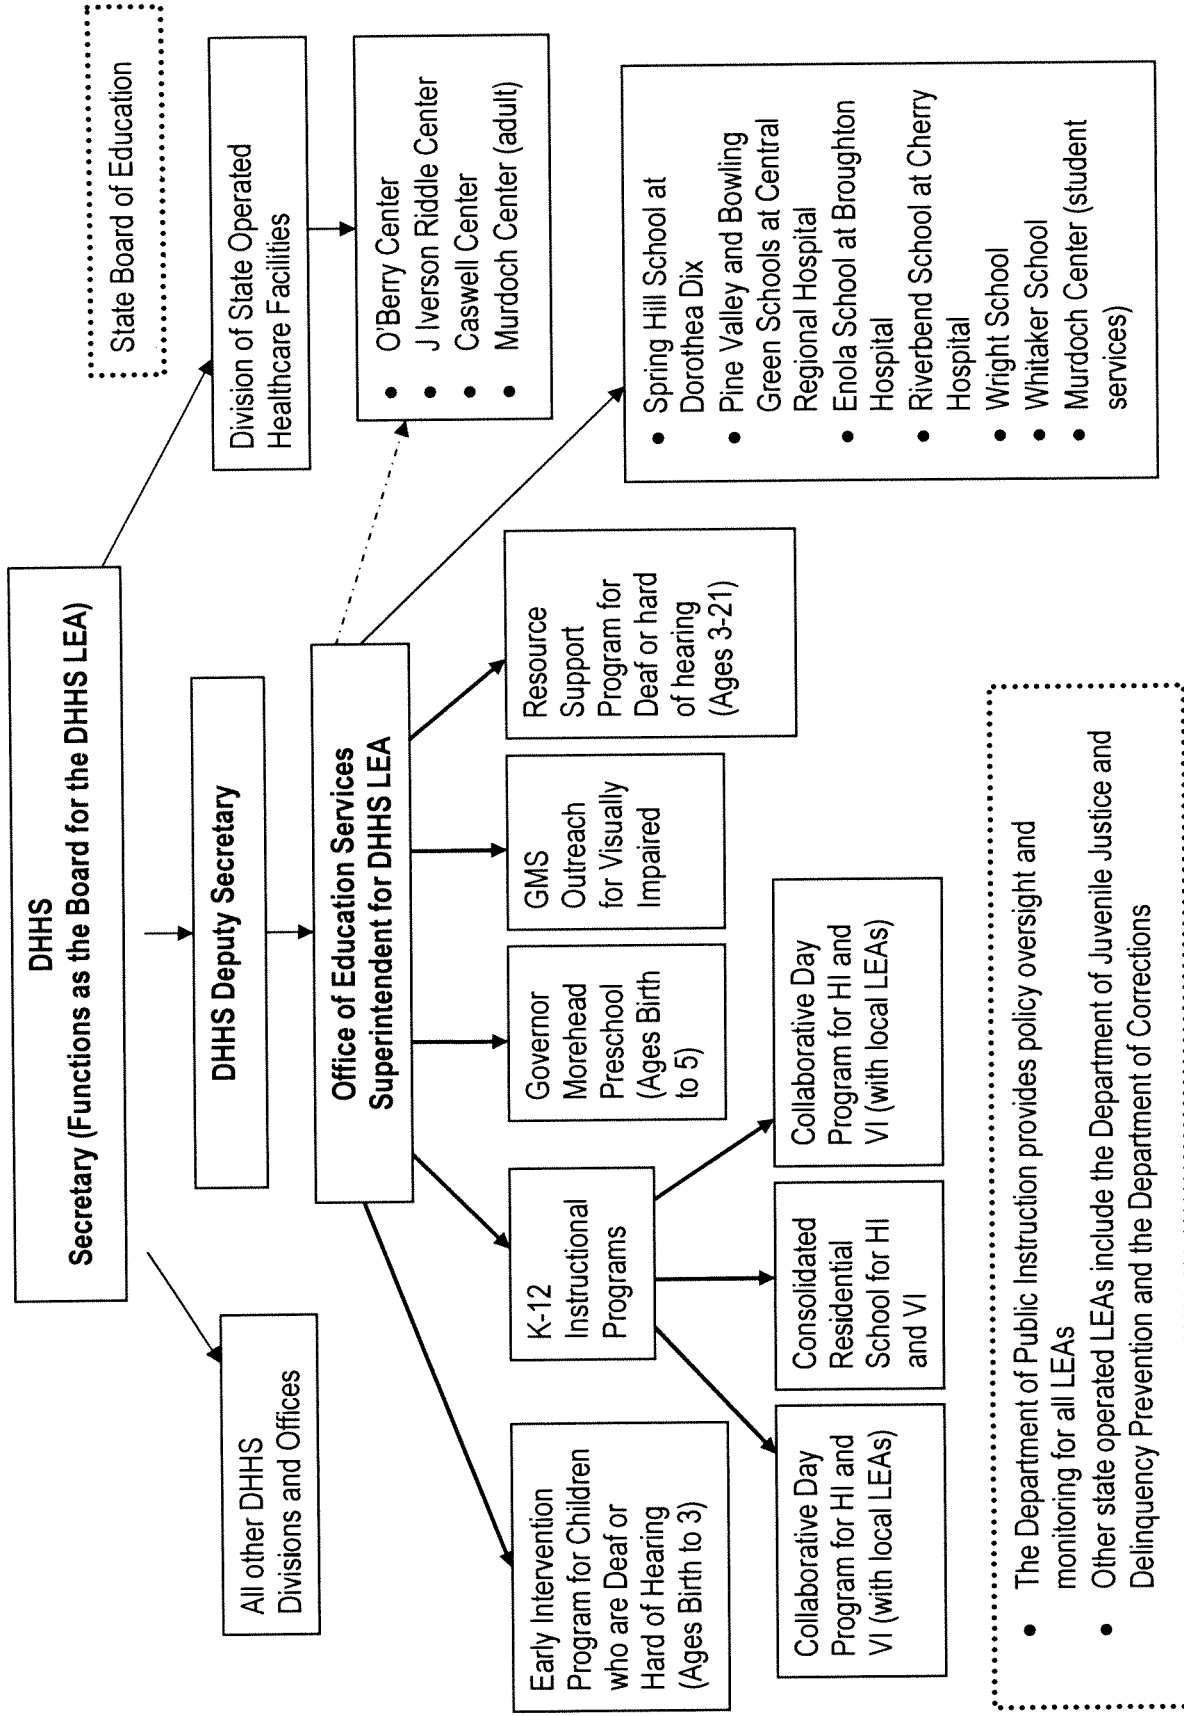 State Board of Education
DHHS
Secretary (Functions as the Board for the DHHS LEA)
All other DHHS
Divisions and Offices
DHHS Deputy Secretary
Division of State Operated
Healthcare Facilities
Office of Education Services
Superintendent for DHHS LEA
• O'Berry Center
• J Iverson Riddle Center
• Caswell Center
• Murdoch Center (adult)
Early Intervention
Program for Children
who are Deaf or
Hard of Hearing
(Ages Birth to 3)
K-12
Instructional
Programs
Governor
Morehead
Preschool
(Ages Birth
to 5)
GMS
Outreach
for Visually
Impaired
Resource
Support
Program for
Deaf or hard
of hearing
(Ages 3-21)
• Spring Hill School at
Dorothea Dix
• Pine Valley and Bowling
Green Schools at Central
Regional Hospital
• Enola School at Broughton
Hospital
• Riverbend School at Cherry
Hospital
• Wright School
• Whitaker School
• Murdoch Center (student
services)
Collaborative Day
Program for HI and
VI (with local LEAs)
Consolidated
Residential
School for HI
and VI
Collaborative Day
Program for HI and
VI (with local LEAs)
• The Department of Public Instruction provides policy oversight and
monitoring for all LEAs
• Other state operated LEAs include the Department of Juvenile Justice and
Delinquency Prevention and the Department of Corrections